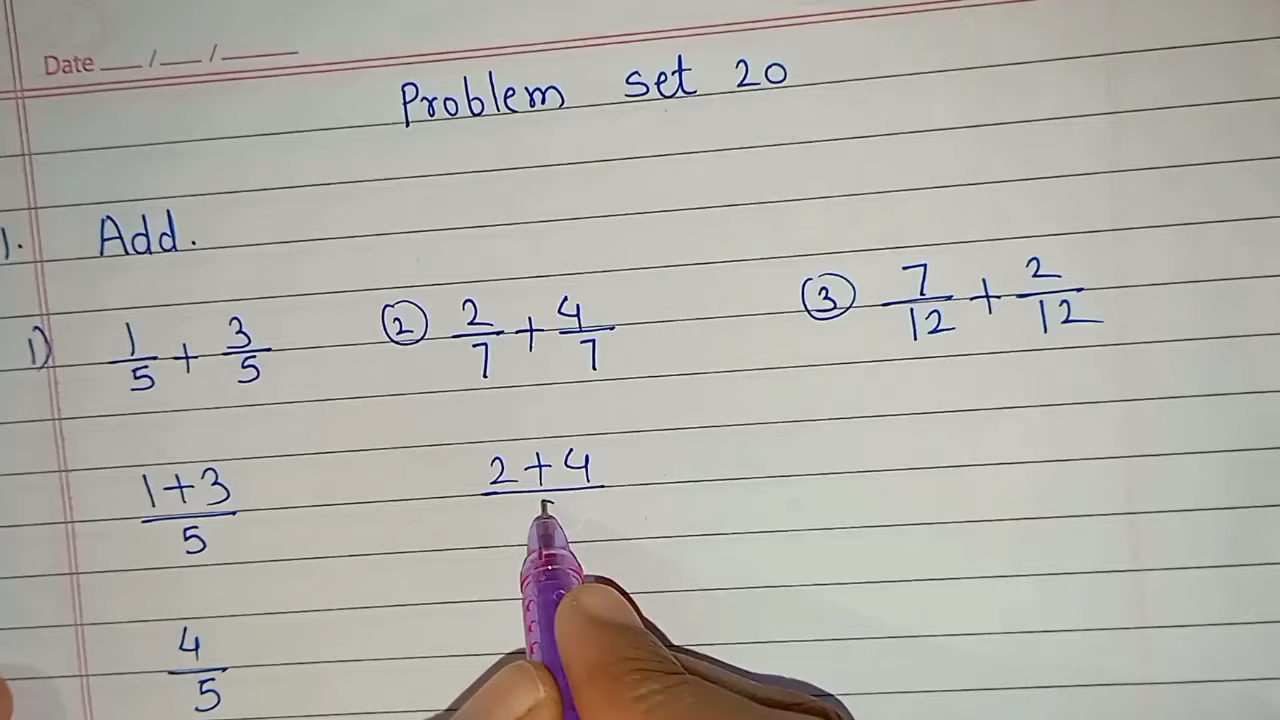 Date __/__/____
Problem set 20
1. Add.
1) 1/5 + 3/5 ② 2/7 + 4/7 ③ 7/12 + 2/12
1+3/5 2+4/
4/5